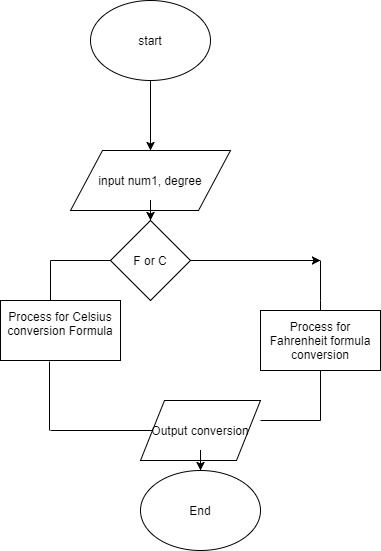 start
input num1, degree
F or C
Process for Celsius
conversion Formula
Process for
Fahrenheit formula
conversion
Output conversion
End